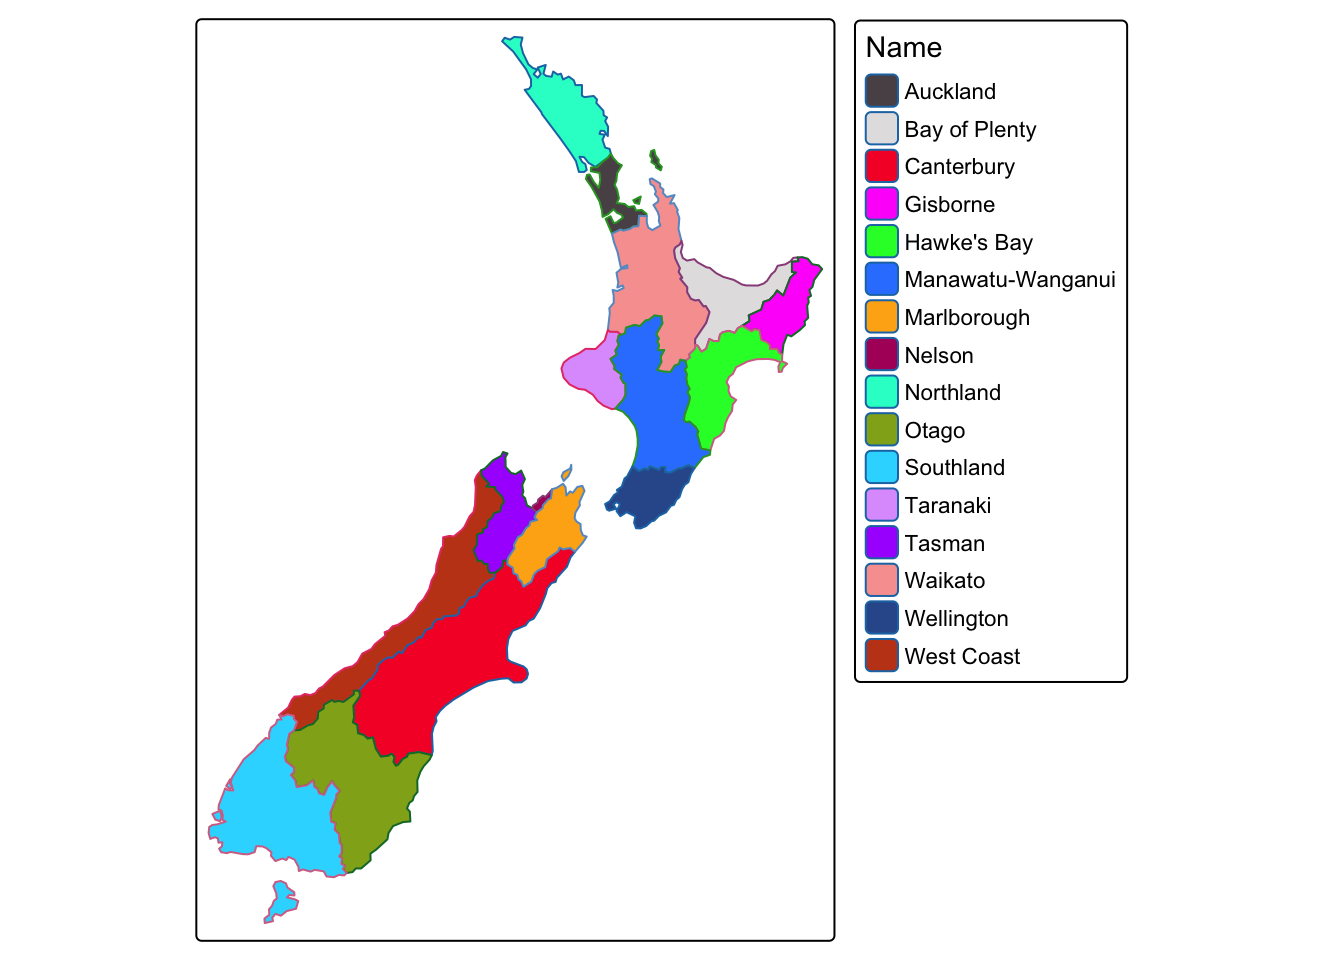 Name
Auckland
Bay of Plenty
Canterbury
Gisborne
Hawke's Bay
Manawatu-Wanganui
Marlborough
Nelson
Northland
Otago
Southland
Taranaki
Tasman
Waikato
Wellington
West Coast